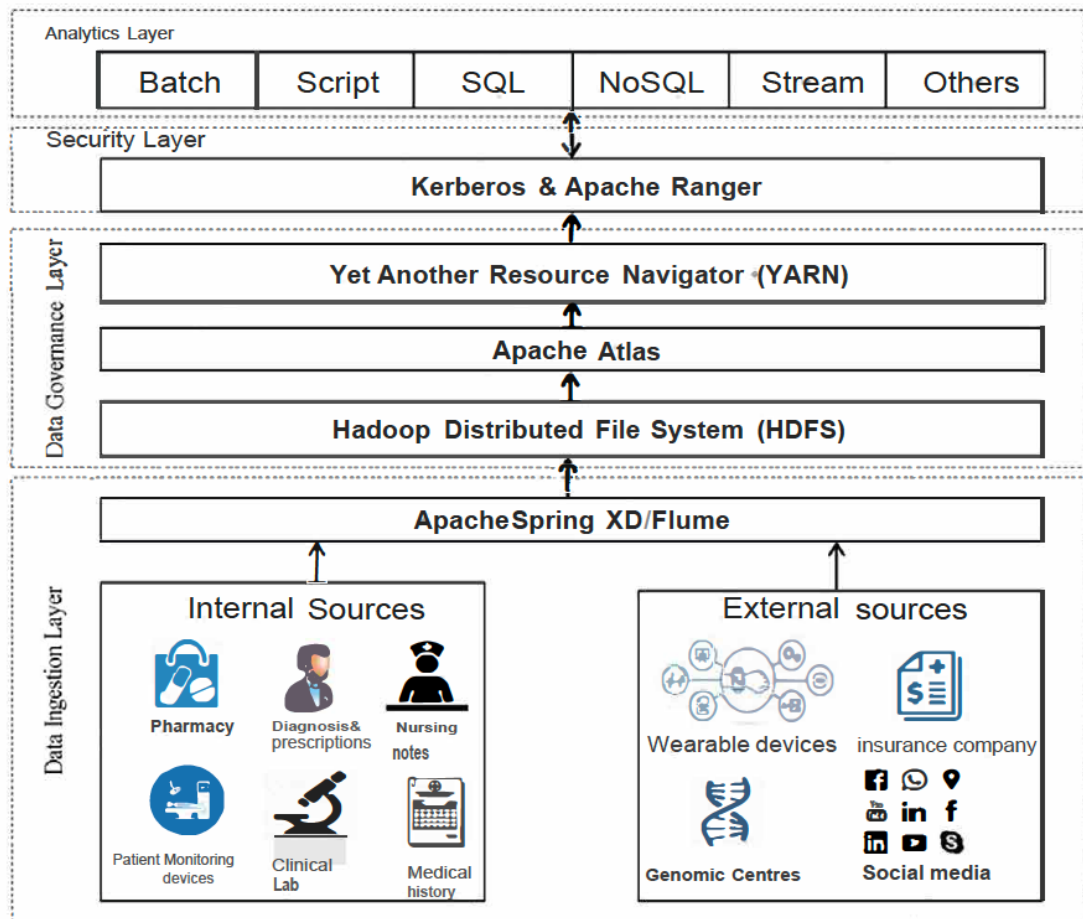 Analytics Layer
Batch
Script
SQL
NoSQL
Stream
Others
Security Layer
Kerberos & Apache Ranger
Data Governance Layer
Yet Another Resource Navigator (YARN)
Apache Atlas
Hadoop Distributed File System (HDFS)
Data Ingestion Layer
ApacheSpring XD/Flume
Internal Sources
Pharmacy
Diagnosis&
prescriptions
Nursing
notes
Patient Monitoring
devices
Clinical
Lab
Medical
history
External sources
Wearable devices
insurance company
Genomic Centres
Social media